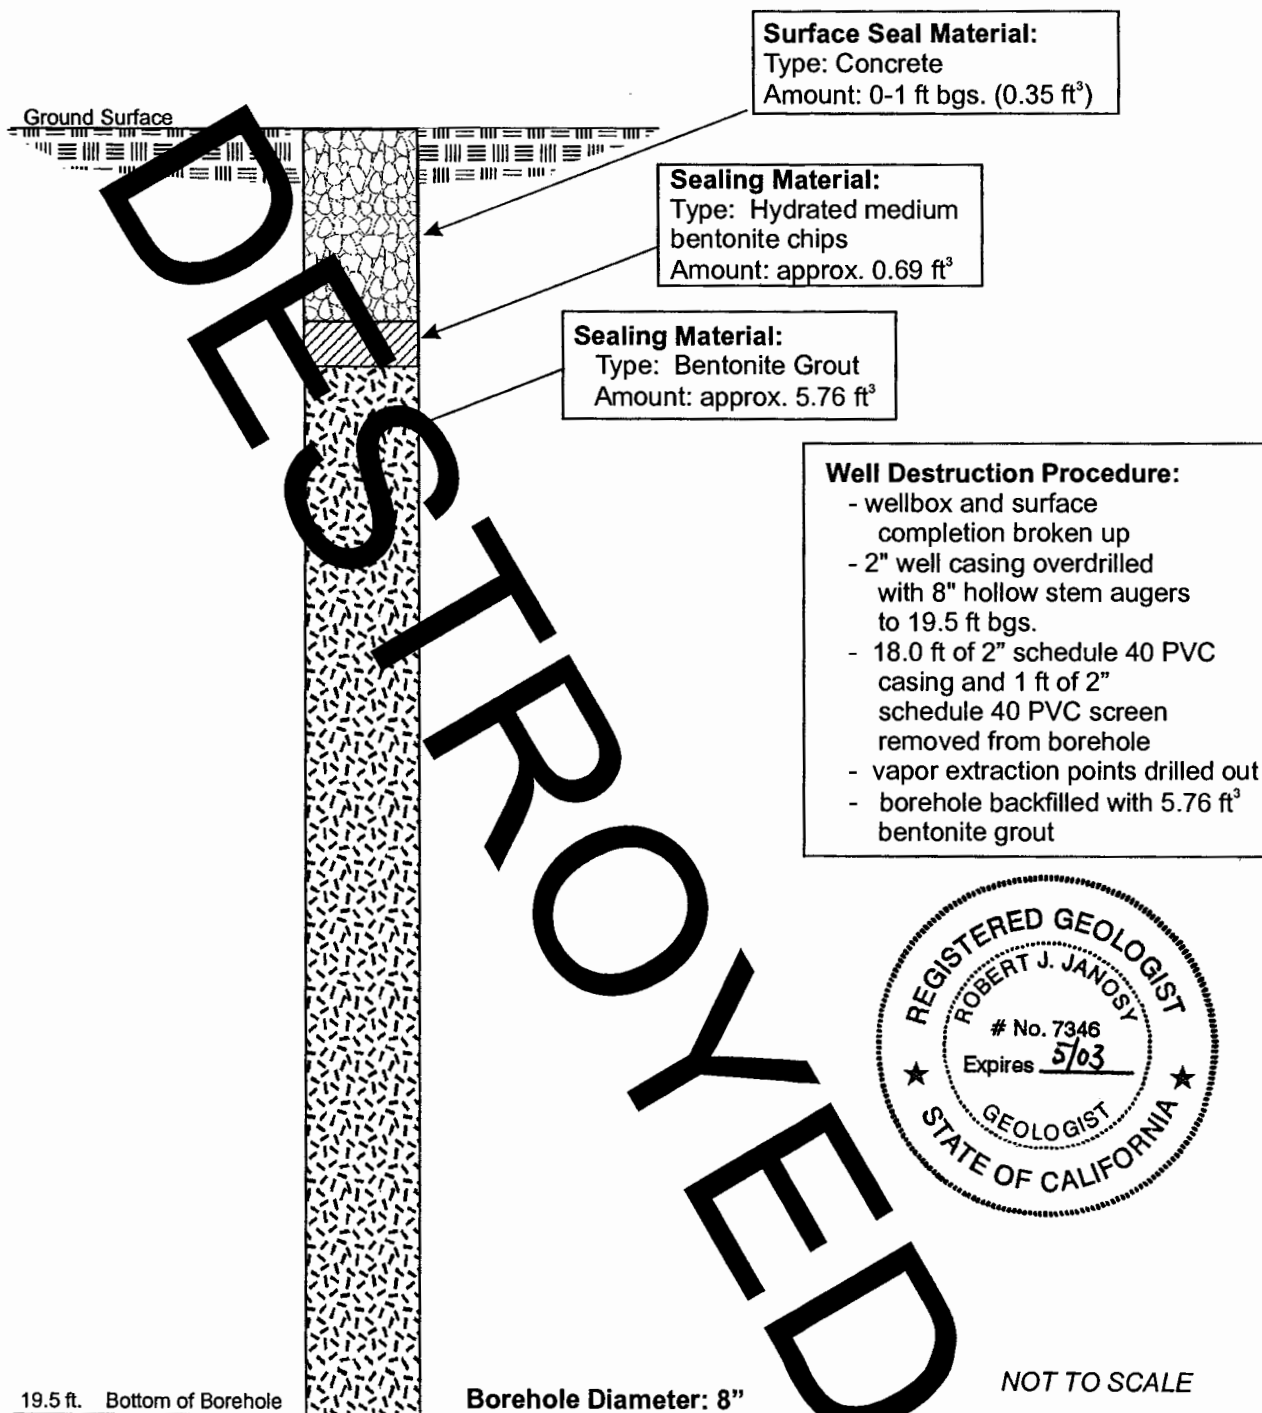 Surface Seal Material:
Type: Concrete
Amount: 0-1 ft bgs. (0.35 ft³)
Ground Surface
Sealing Material:
Type: Hydrated medium
bentonite chips
Amount: approx. 0.69 ft³
Sealing Material:
Type: Bentonite Grout
Amount: approx. 5.76 ft³
DESTROYED
Well Destruction Procedure:
- wellbox and surface
completion broken up
- 2" well casing overdrilled
with 8" hollow stem augers
to 19.5 ft bgs.
- 18.0 ft of 2" schedule 40 PVC
casing and 1 ft of 2"
schedule 40 PVC screen
removed from borehole
- vapor extraction points drilled out
- borehole backfilled with 5.76 ft³
bentonite grout
REGISTERED GEOLOGIST
ROBERT J. JANOSY
# No. 7346
Expires 5/03
GEOLOGIST
STATE OF CALIFORNIA
NOT TO SCALE
19.5 ft. Bottom of Borehole
Borehole Diameter: 8"